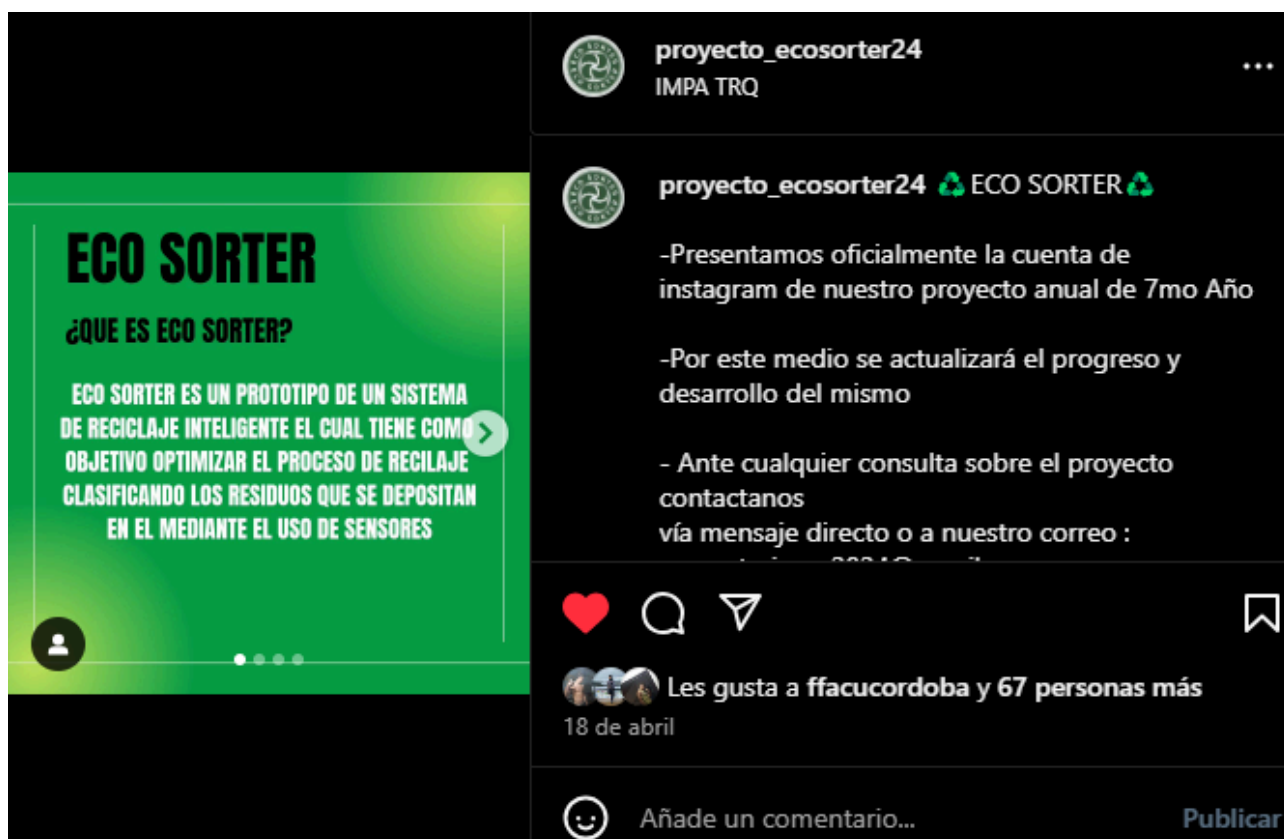 ECO SORTER
¿QUE ES ECO SORTER?
ECO SORTER ES UN PROTOTIPO DE UN SISTEMA
DE RECICLAJE INTELIGENTE EL CUAL TIENE COMO
OBJETIVO OPTIMIZAR EL PROCESO DE RECILAJE
CLASIFICANDO LOS RESIDUOS QUE SE DEPOSITAN
EN EL MEDIANTE EL USO DE SENSORES
proyecto_ecosorter24
IMPA TRQ
proyecto_ecosorter24 ♻ECO SORTER♻
-Presentamos oficialmente la cuenta de
instagram de nuestro proyecto anual de 7mo Año
-Por este medio se actualizará el progreso y
desarrollo del mismo
- Ante cualquier consulta sobre el proyecto
contactanos
vía mensaje directo o a nuestro correo :
Les gusta a ffacucordoba y 67 personas más
18 de abril
Añade un comentario...
Publicar